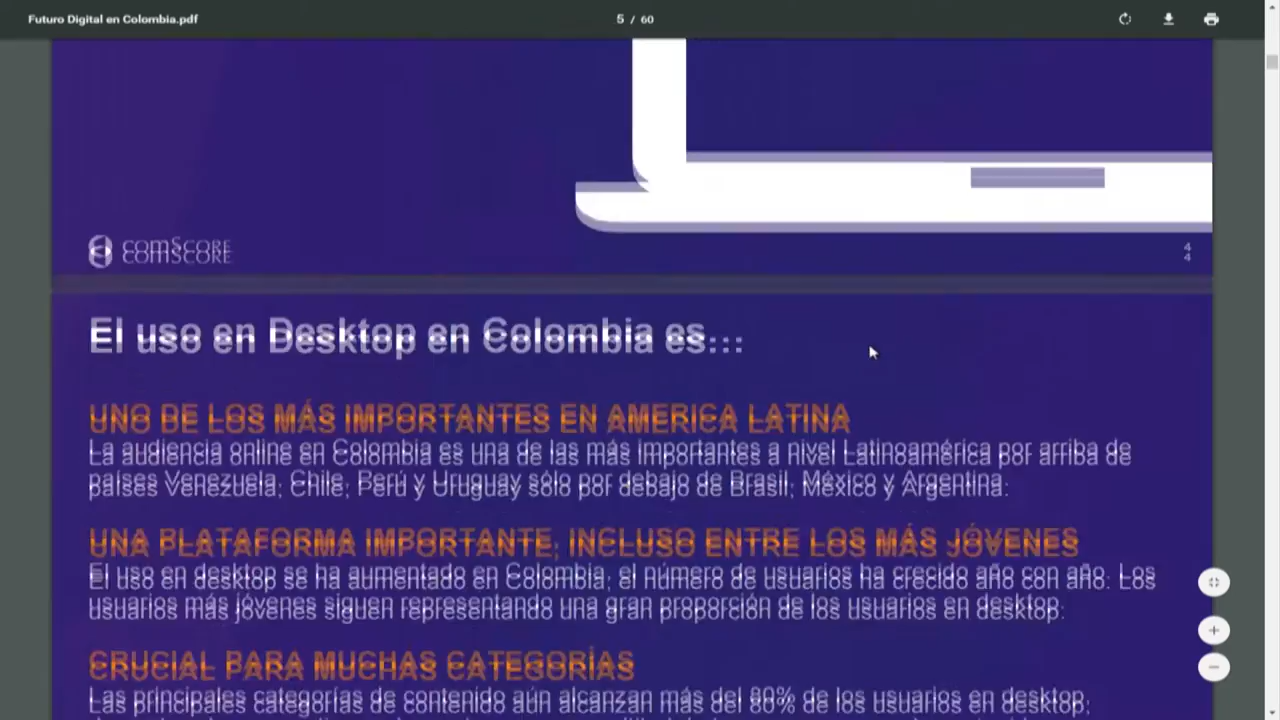 Futuro Digital en Colombia.pdf
5 / 60
comScore
4
El uso en Desktop en Colombia es...
UNO DE LOS MÁS IMPORTANTES EN AMERICA LATINA
La audiencia online en Colombia es una de las más importantes a nivel Latinoamérica por arriba de
países Venezuela, Chile, Perú y Uruguay sólo por debajo de Brasil, México y Argentina.
UNA PLATAFORMA IMPORTANTE, INCLUSO ENTRE LOS MÁS JÓVENES
El uso en desktop se ha aumentado en Colombia, el número de usuarios ha crecido año con año. Los
usuarios más jóvenes siguen representando una gran proporción de los usuarios en desktop.
CRUCIAL PARA MUCHAS CATEGORÍAS
Las principales categorías de contenido aún alcanzan más del 80% de los usuarios en desktop,